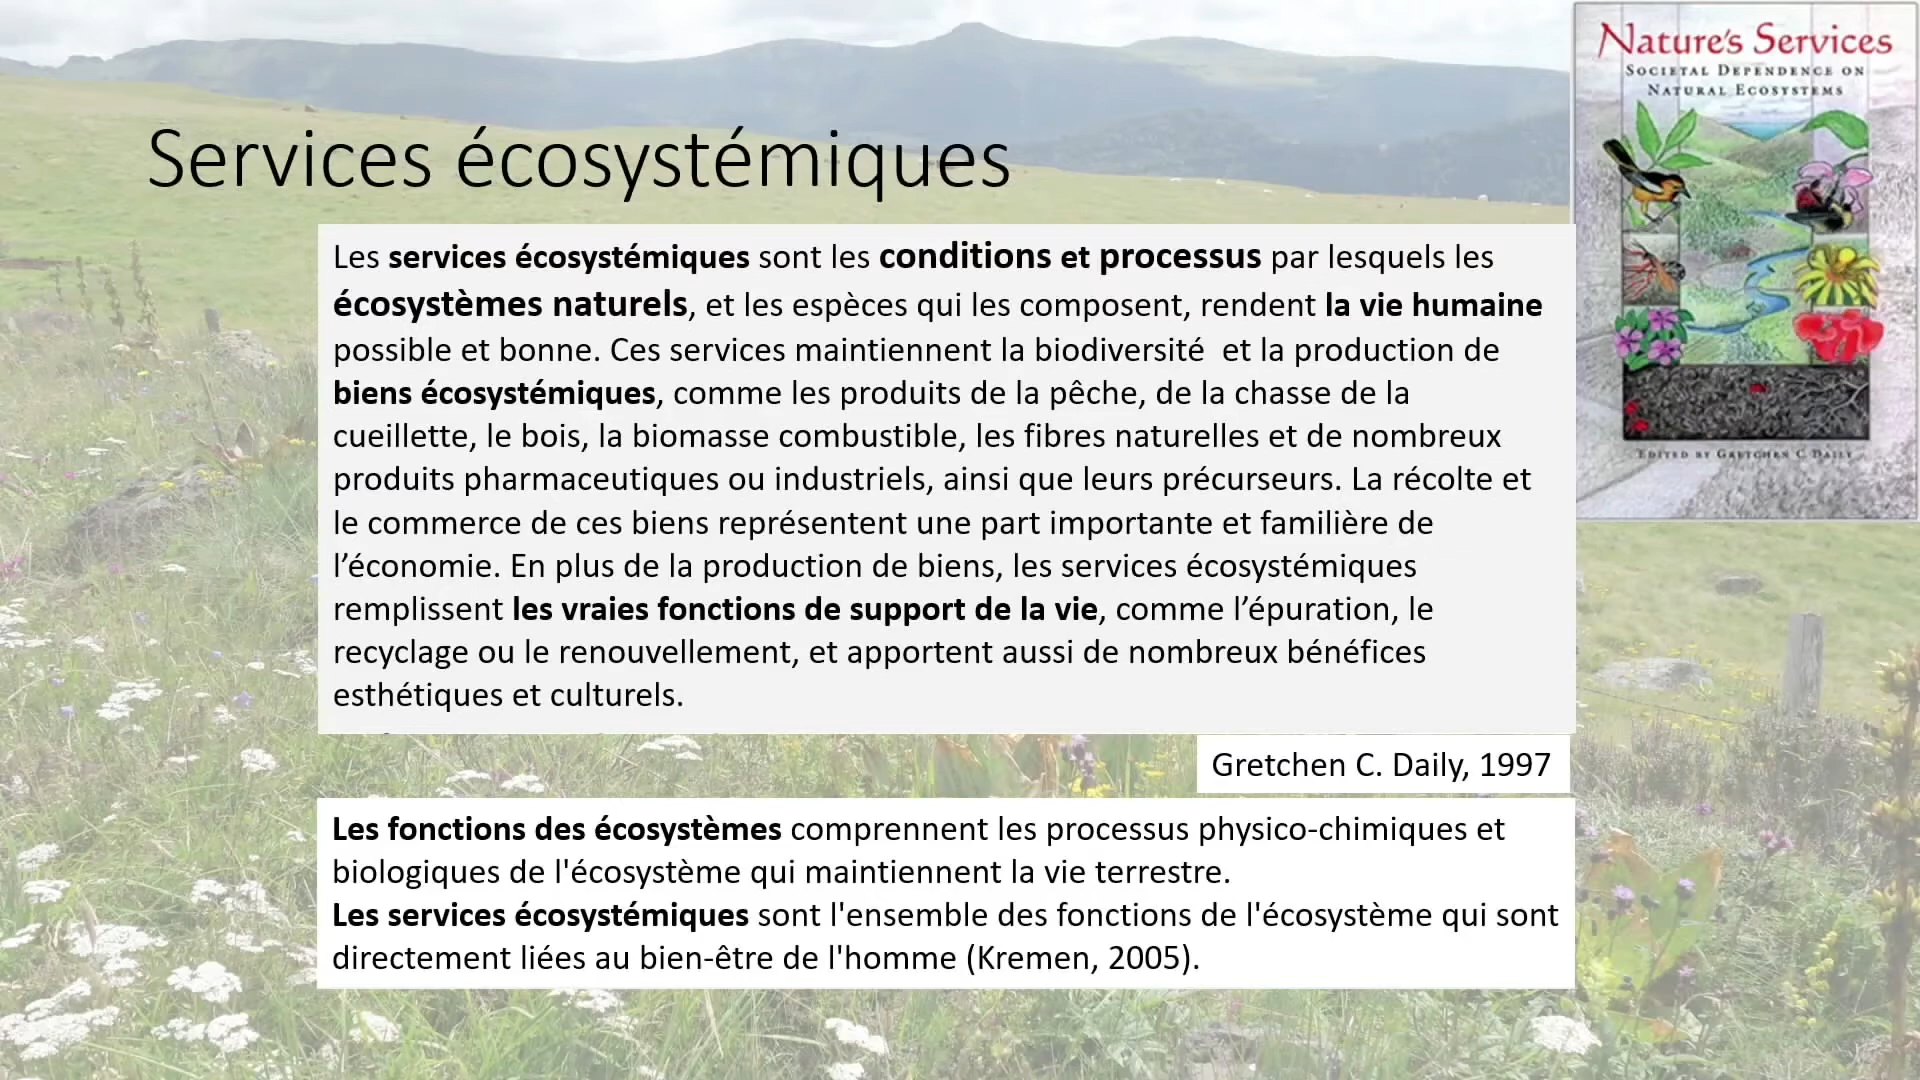 Nature's Services
SOCIETAL DEPENDENCE ON
NATURAL ECOSYSTEMS
EDITED BY GRETCHEN C DAILY
Services écosystémiques
Les services écosystémiques sont les conditions et processus par lesquels les
écosystèmes naturels, et les espèces qui les composent, rendent la vie humaine
possible et bonne. Ces services maintiennent la biodiversité  et la production de
biens écosystémiques, comme les produits de la pêche, de la chasse de la
cueillette, le bois, la biomasse combustible, les fibres naturelles et de nombreux
produits pharmaceutiques ou industriels, ainsi que leurs précurseurs. La récolte et
le commerce de ces biens représentent une part importante et familière de
l’économie. En plus de la production de biens, les services écosystémiques
remplissent les vraies fonctions de support de la vie, comme l’épuration, le
recyclage ou le renouvellement, et apportent aussi de nombreux bénéfices
esthétiques et culturels.
Gretchen C. Daily, 1997
Les fonctions des écosystèmes comprennent les processus physico-chimiques et
biologiques de l'écosystème qui maintiennent la vie terrestre.
Les services écosystémiques sont l'ensemble des fonctions de l'écosystème qui sont
directement liées au bien-être de l'homme (Kremen, 2005).